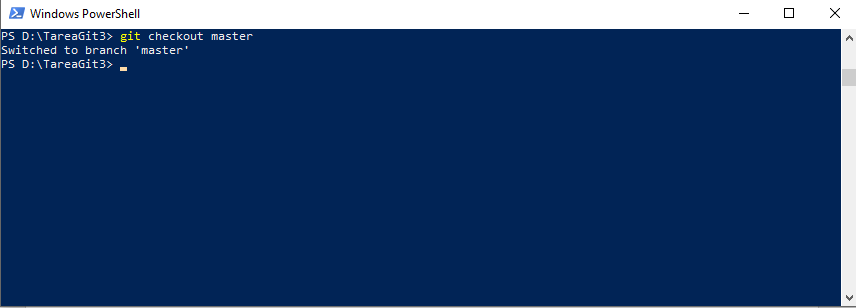 Windows PowerShell
PS D:\TareaGit3> git checkout master
Switched to branch 'master'
PS D:\TareaGit3>